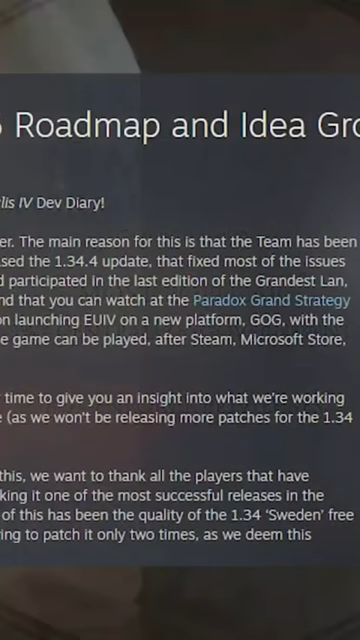 Roadmap and Idea Gro
lis IV Dev Diary!
er. The main reason for this is that the Team has been
sed the 1.34.4 update, that fixed most of the issues
d participated in the last edition of the Grandest Lan,
nd that you can watch at the Paradox Grand Strategy
on launching EUIV on a new platform, GOG, with the
e game can be played, after Steam, Microsoft Store,
time to give you an insight into what we're working
e (as we won't be releasing more patches for the 1.34
this, we want to thank all the players that have
king it one of the most successful releases in the
of this has been the quality of the 1.34 'Sweden' free
ing to patch it only two times, as we deem this